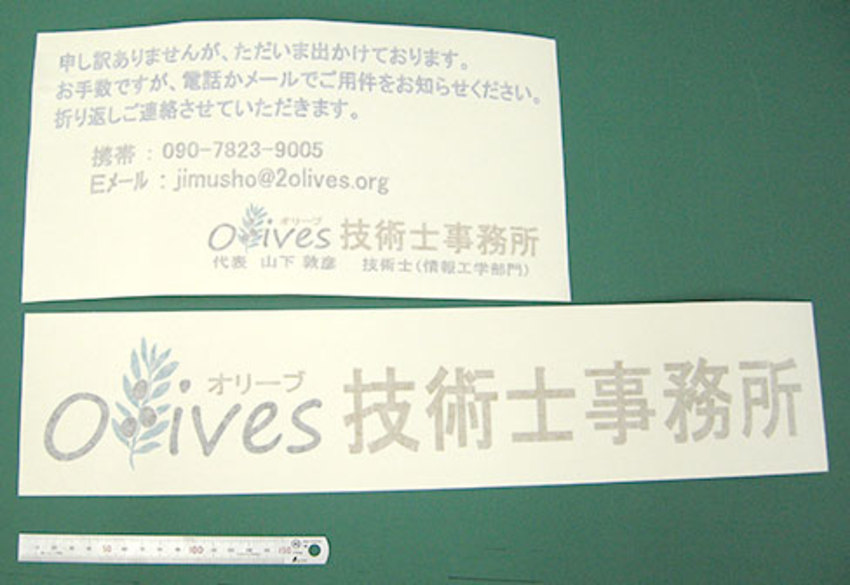 申し訳ありませんが、ただいま出かけております。
お手数ですが、電話かメールでご用件をお知らせください。
折り返しご連絡させていただきます。
携帯 : 090-7823-9005
Eメール : jimusho@2olives.org
オリーブ
Olives 技術士事務所
代表 山下 敦彦 技術士(情報工学部門)
オリーブ
Olives 技術士事務所
50 100 150